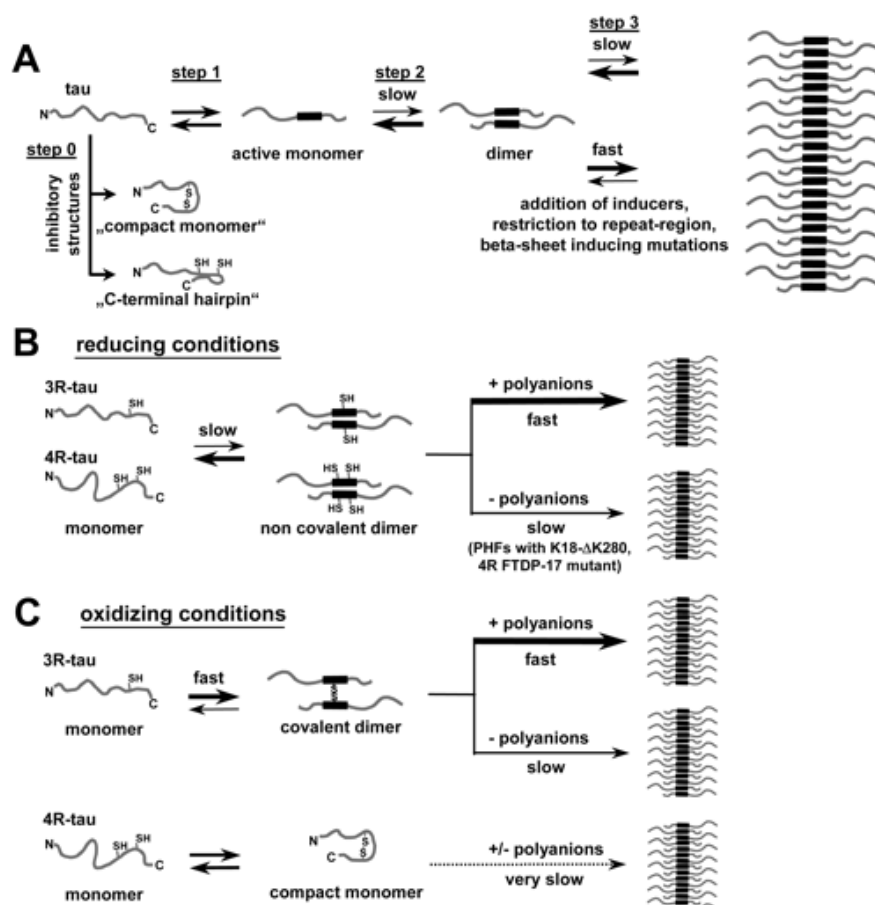 A
tau
N
C
step 0
inhibitory
structures
N
C
S
S
„compact monomer“
SH SH
C
N
„C-terminal hairpin“
step 1
active monomer
step 2
slow
dimer
step 3
slow
fast
addition of inducers,
restriction to repeat-region,
beta-sheet inducing mutations
B reducing conditions
3R-tau
N
SH
C
4R-tau
N
SH SH
C
monomer
slow
SH
SH
HS SH
HS SH
non covalent dimer
+ polyanions
fast
- polyanions
slow
(PHFs with K18-ΔK280,
4R FTDP-17 mutant)
C oxidizing conditions
3R-tau
N
SH
C
monomer
fast
covalent dimer
+ polyanions
fast
- polyanions
slow
4R-tau
N
SH SH
C
monomer
N
C
S
S
compact monomer
+/- polyanions
very slow